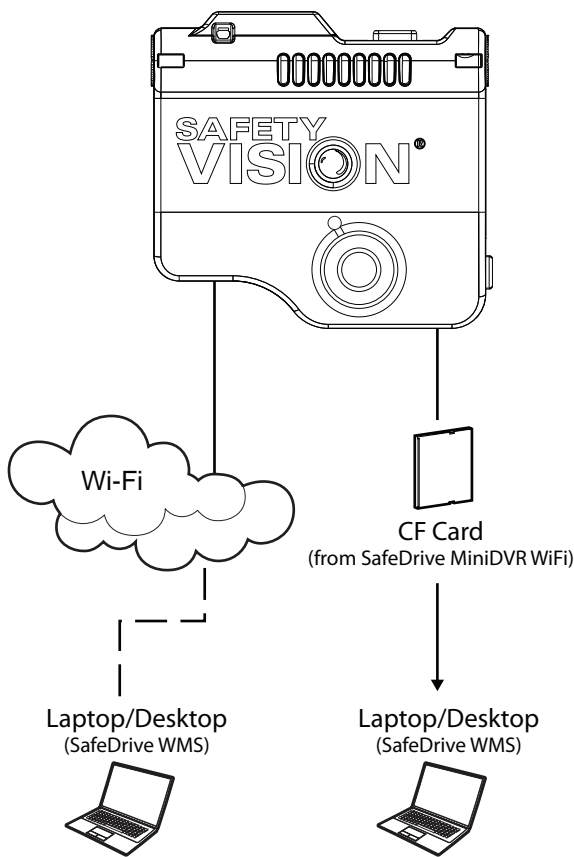 SAFETY
VISION®
Wi-Fi
CF Card
(from SafeDrive MiniDVR WiFi)
Laptop/Desktop
(SafeDrive WMS)
Laptop/Desktop
(SafeDrive WMS)